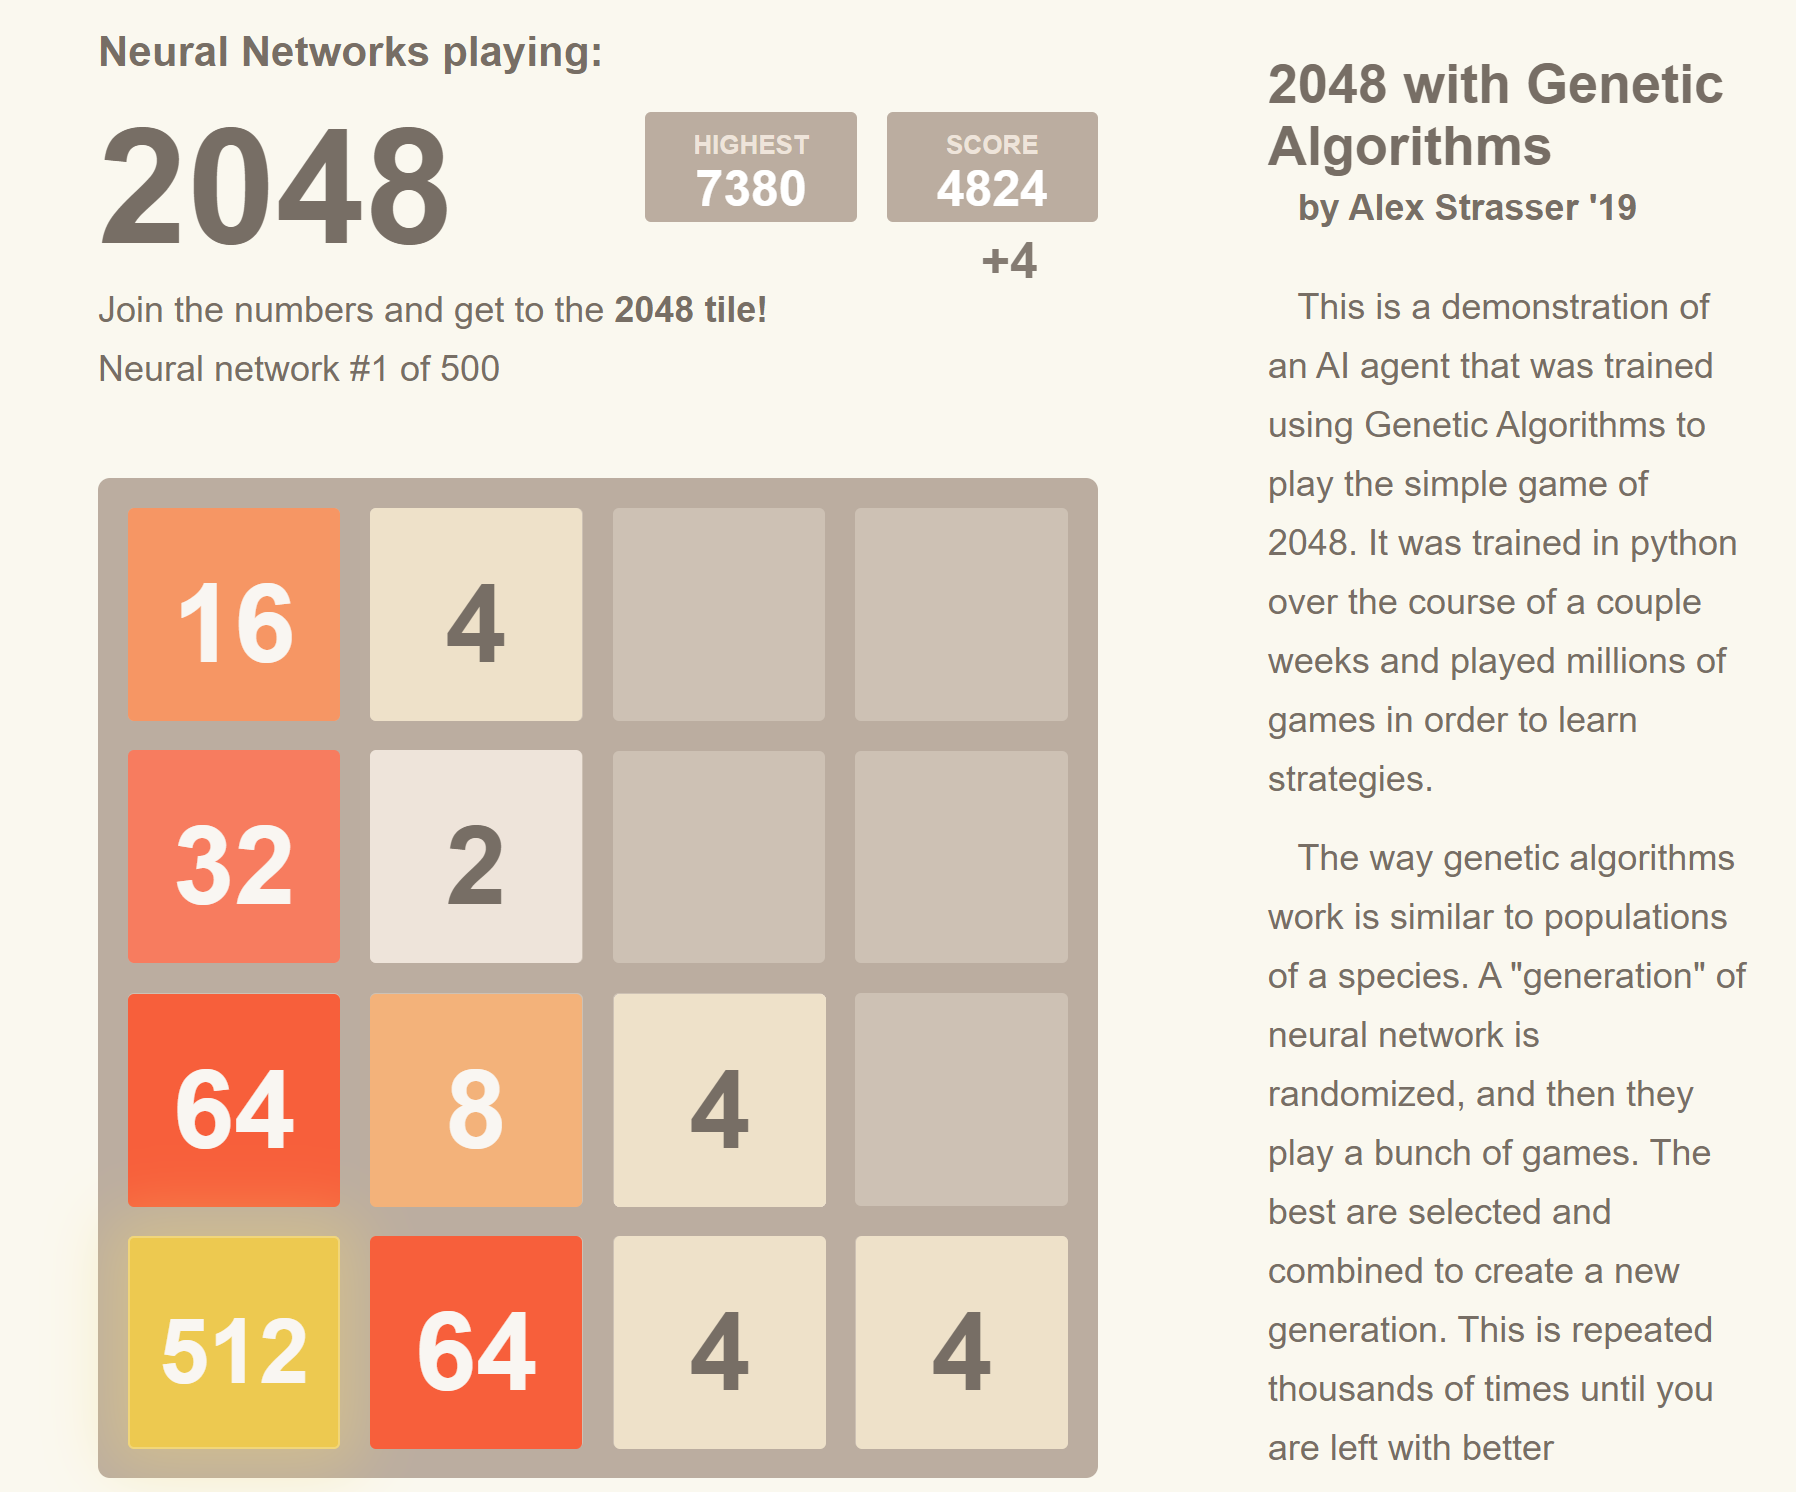 Neural Networks playing:
2048
HIGHEST
7380
SCORE
4824
+4
Join the numbers and get to the 2048 tile!
Neural network #1 of 500
16 4
32 2
64 8 4
512 64 4 4
2048 with Genetic
Algorithms
by Alex Strasser '19
This is a demonstration of
an AI agent that was trained
using Genetic Algorithms to
play the simple game of
2048. It was trained in python
over the course of a couple
weeks and played millions of
games in order to learn
strategies.
The way genetic algorithms
work is similar to populations
of a species. A "generation" of
neural network is
randomized, and then they
play a bunch of games. The
best are selected and
combined to create a new
generation. This is repeated
thousands of times until you
are left with better